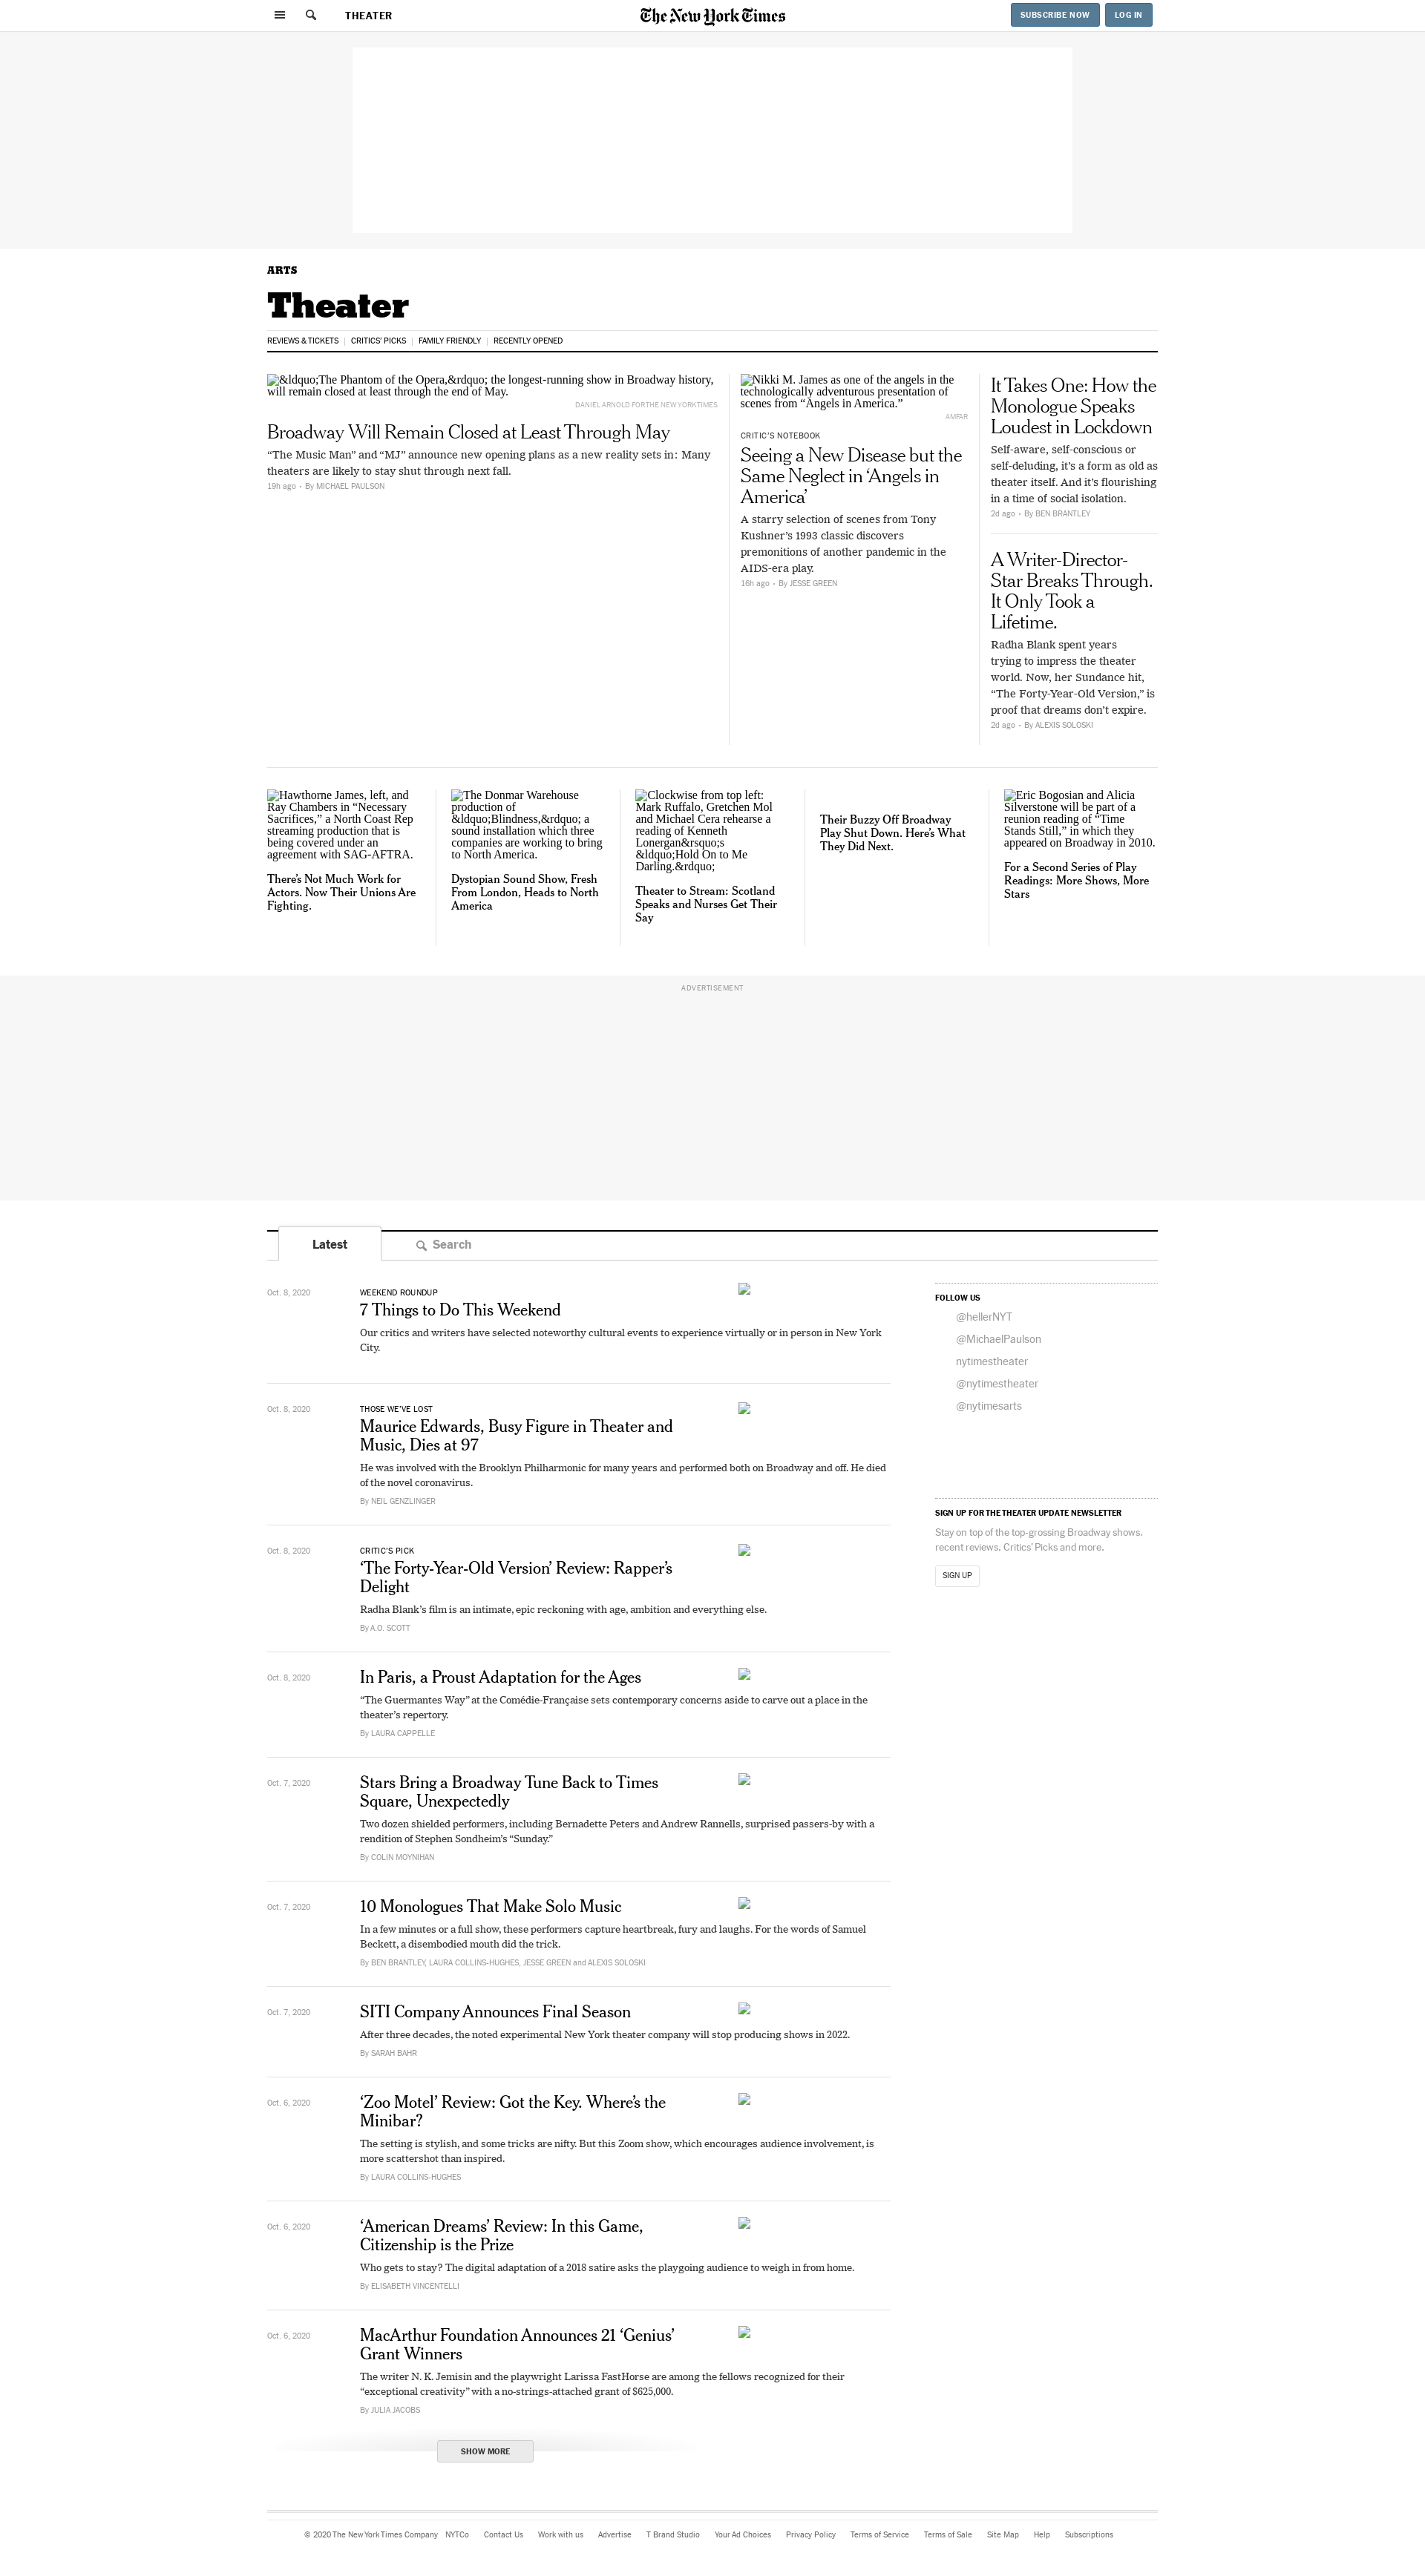 THEATER
The New York Times
SUBSCRIBE NOW
LOG IN
ARTS
Theater
REVIEWS & TICKETS
CRITICS' PICKS
FAMILY FRIENDLY
RECENTLY OPENED
&ldquo;The Phantom of the Opera,&rdquo; the longest-running show in Broadway history,
will remain closed at least through the end of May.
DANIEL ARNOLD FOR THE NEW YORK TIMES
Broadway Will Remain Closed at Least Through May
“The Music Man” and “MJ” announce new opening plans as a new reality sets in: Many
theaters are likely to stay shut through next fall.
19h ago • By MICHAEL PAULSON
Nikki M. James as one of the angels in the
technologically adventurous presentation of
scenes from “Angels in America.”
AMFAR
CRITIC'S NOTEBOOK
Seeing a New Disease but the
Same Neglect in ‘Angels in
America’
A starry selection of scenes from Tony
Kushner’s 1993 classic discovers
premonitions of another pandemic in the
AIDS-era play.
16h ago • By JESSE GREEN
It Takes One: How the
Monologue Speaks
Loudest in Lockdown
Self-aware, self-conscious or
self-deluding, it’s a form as old as
theater itself. And it’s flourishing
in a time of social isolation.
2d ago • By BEN BRANTLEY
A Writer-Director-
Star Breaks Through.
It Only Took a
Lifetime.
Radha Blank spent years
trying to impress the theater
world. Now, her Sundance hit,
“The Forty-Year-Old Version,” is
proof that dreams don’t expire.
2d ago • By ALEXIS SOLOSKI
Hawthorne James, left, and
Ray Chambers in “Necessary
Sacrifices,” a North Coast Rep
streaming production that is
being covered under an
agreement with SAG-AFTRA.
There’s Not Much Work for
Actors. Now Their Unions Are
Fighting.
The Donmar Warehouse
production of
&ldquo;Blindness,&rdquo; a
sound installation which three
companies are working to bring
to North America.
Dystopian Sound Show, Fresh
From London, Heads to North
America
Clockwise from top left:
Mark Ruffalo, Gretchen Mol
and Michael Cera rehearse a
reading of Kenneth
Lonergan&rsquo;s
&ldquo;Hold On to Me
Darling.&rdquo;
Theater to Stream: Scotland
Speaks and Nurses Get Their
Say
Their Buzzy Off Broadway
Play Shut Down. Here’s What
They Did Next.
Eric Bogosian and Alicia
Silverstone will be part of a
reunion reading of “Time
Stands Still,” in which they
appeared on Broadway in 2010.
For a Second Series of Play
Readings: More Shows, More
Stars
ADVERTISEMENT
Latest
Search
Oct. 8, 2020
WEEKEND ROUNDUP
7 Things to Do This Weekend
Our critics and writers have selected noteworthy cultural events to experience virtually or in person in New York
City.
Oct. 8, 2020
THOSE WE’VE LOST
Maurice Edwards, Busy Figure in Theater and
Music, Dies at 97
He was involved with the Brooklyn Philharmonic for many years and performed both on Broadway and off. He died
of the novel coronavirus.
By NEIL GENZLINGER
Oct. 8, 2020
CRITIC’S PICK
‘The Forty-Year-Old Version’ Review: Rapper’s
Delight
Radha Blank’s film is an intimate, epic reckoning with age, ambition and everything else.
By A.O. SCOTT
Oct. 8, 2020
In Paris, a Proust Adaptation for the Ages
“The Guermantes Way” at the Comédie-Française sets contemporary concerns aside to carve out a place in the
theater’s repertory.
By LAURA CAPPELLE
Oct. 7, 2020
Stars Bring a Broadway Tune Back to Times
Square, Unexpectedly
Two dozen shielded performers, including Bernadette Peters and Andrew Rannells, surprised passers-by with a
rendition of Stephen Sondheim’s “Sunday.”
By COLIN MOYNIHAN
Oct. 7, 2020
10 Monologues That Make Solo Music
In a few minutes or a full show, these performers capture heartbreak, fury and laughs. For the words of Samuel
Beckett, a disembodied mouth did the trick.
By BEN BRANTLEY, LAURA COLLINS-HUGHES, JESSE GREEN and ALEXIS SOLOSKI
Oct. 7, 2020
SITI Company Announces Final Season
After three decades, the noted experimental New York theater company will stop producing shows in 2022.
By SARAH BAHR
Oct. 6, 2020
‘Zoo Motel’ Review: Got the Key. Where’s the
Minibar?
The setting is stylish, and some tricks are nifty. But this Zoom show, which encourages audience involvement, is
more scattershot than inspired.
By LAURA COLLINS-HUGHES
Oct. 6, 2020
‘American Dreams’ Review: In this Game,
Citizenship is the Prize
Who gets to stay? The digital adaptation of a 2018 satire asks the playgoing audience to weigh in from home.
By ELISABETH VINCENTELLI
Oct. 6, 2020
MacArthur Foundation Announces 21 ‘Genius’
Grant Winners
The writer N. K. Jemisin and the playwright Larissa FastHorse are among the fellows recognized for their
“exceptional creativity” with a no-strings-attached grant of $625,000.
By JULIA JACOBS
SHOW MORE
FOLLOW US
@hellerNYT
@MichaelPaulson
nytimestheater
@nytimestheater
@nytimesarts
SIGN UP FOR THE THEATER UPDATE NEWSLETTER
Stay on top of the top-grossing Broadway shows,
recent reviews, Critics’ Picks and more.
SIGN UP
© 2020 The New York Times Company
NYTCo
Contact Us
Work with us
Advertise
T Brand Studio
Your Ad Choices
Privacy Policy
Terms of Service
Terms of Sale
Site Map
Help
Subscriptions